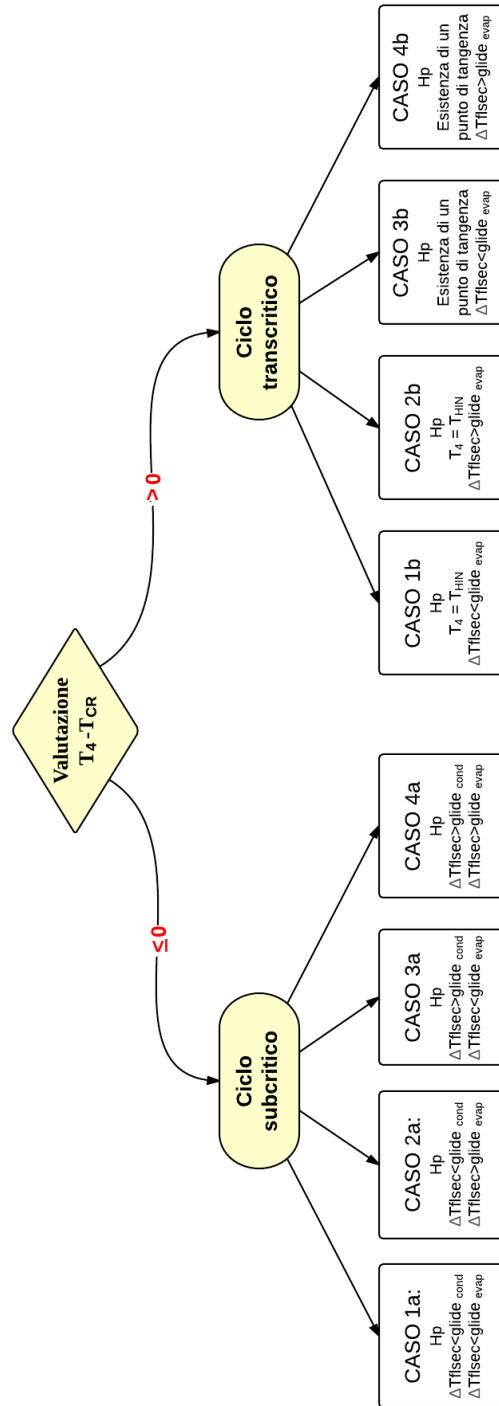 Valutazione
T4-TCR
≤0
>0
Ciclo
subcritico
Ciclo
transcritico
CASO 1a:
Hp
ΔTflsec<glide cond
ΔTflsec<glide evap
CASO 2a:
Hp
ΔTflsec<glide cond
ΔTflsec>glide evap
CASO 3a
Hp
ΔTflsec>glide cond
ΔTflsec<glide evap
CASO 4a
Hp
ΔTflsec>glide cond
ΔTflsec>glide evap
CASO 1b
Hp
T4 = THIN
ΔTflsec<glide evap
CASO 2b
Hp
T4 = THIN
ΔTflsec>glide evap
CASO 3b
Hp
Esistenza di un
punto di tangenza
ΔTflsec<glide evap
CASO 4b
Hp
Esistenza di un
punto di tangenza
ΔTflsec>glide evap